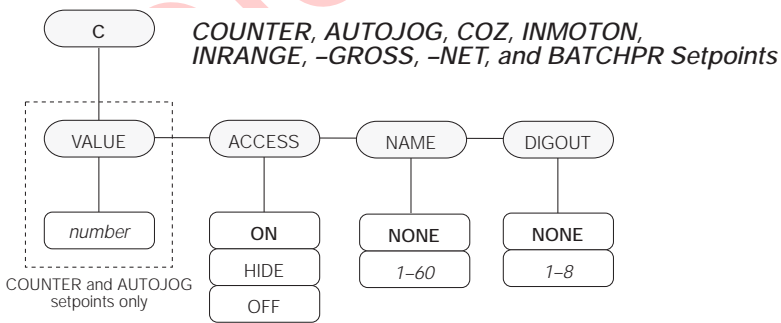 C
COUNTER, AUTOJOG, COZ, INMOTON,
INRANGE, –GROSS, –NET, and BATCHPR Setpoints
VALUE
ACCESS
NAME
DIGOUT
number
ON
NONE
NONE
HIDE
1–60
1–8
OFF
COUNTER and AUTOJOG
setpoints only